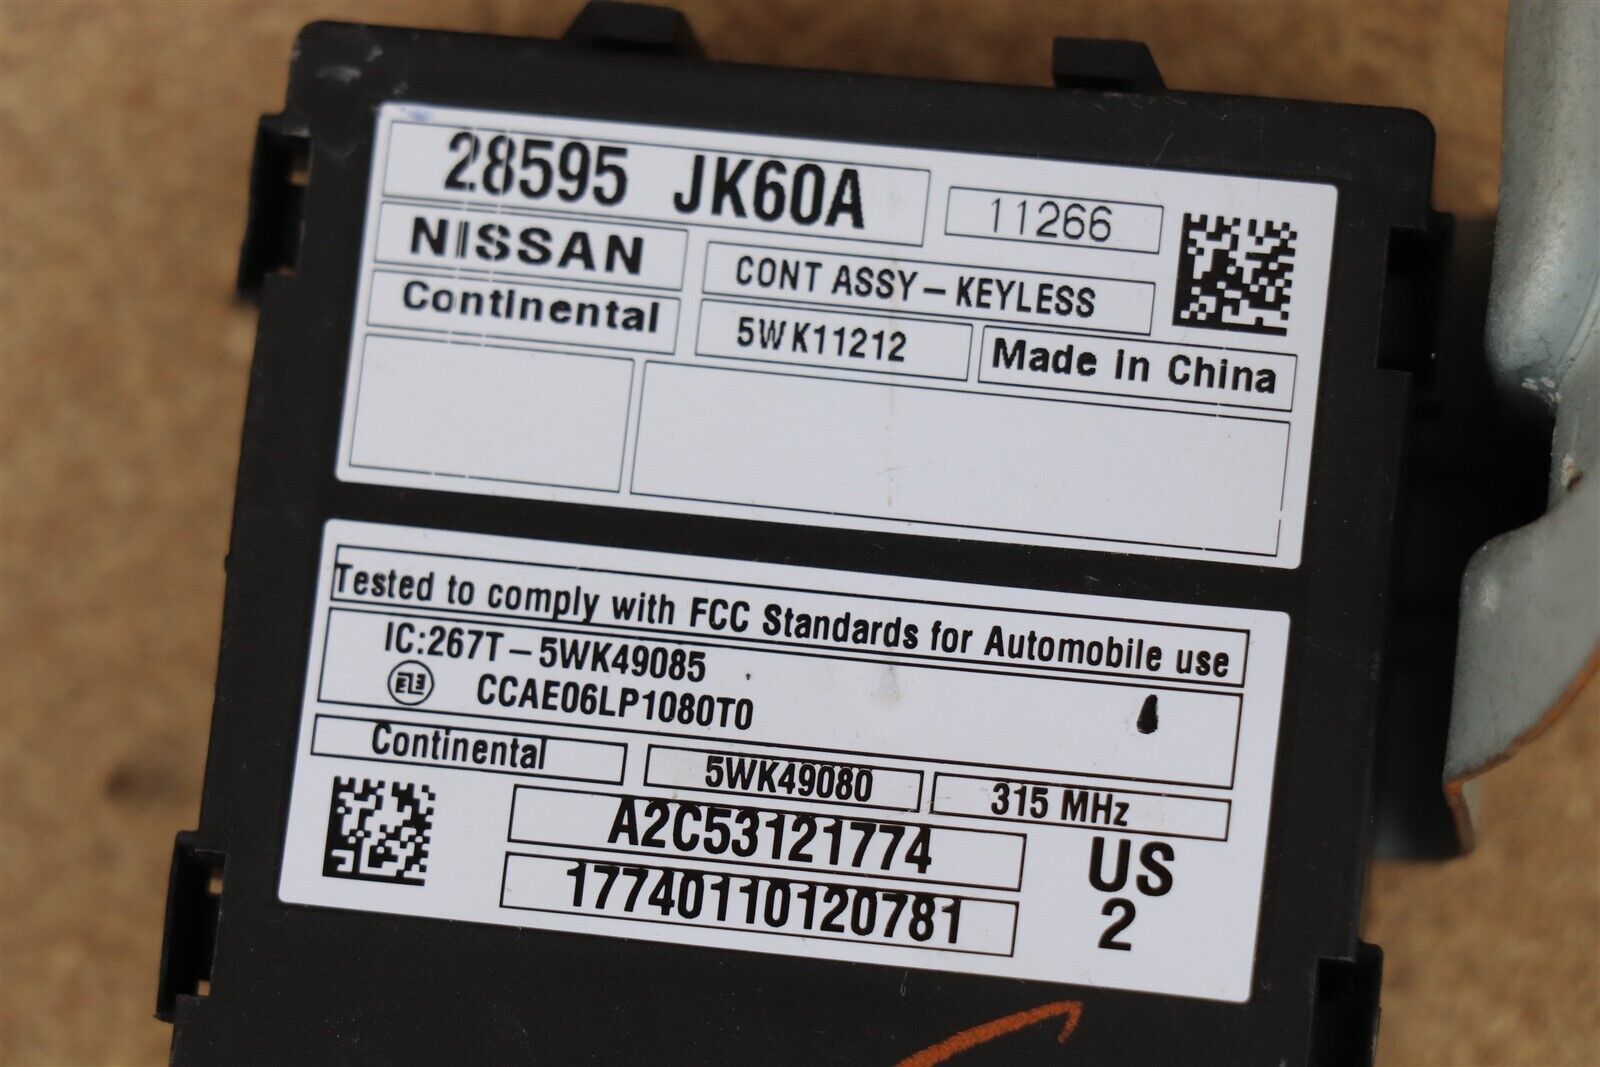 28595 JK60A
11266
NISSAN
CONT ASSY – KEYLESS
Continental
5WK11212
Made in China
Tested to comply with FCC Standards for Automobile use
IC:267T – 5WK49085
CCAE06LP1080T0
Continental
5WK49080
315 MHz
A2C53121774
17740110120781
US
2